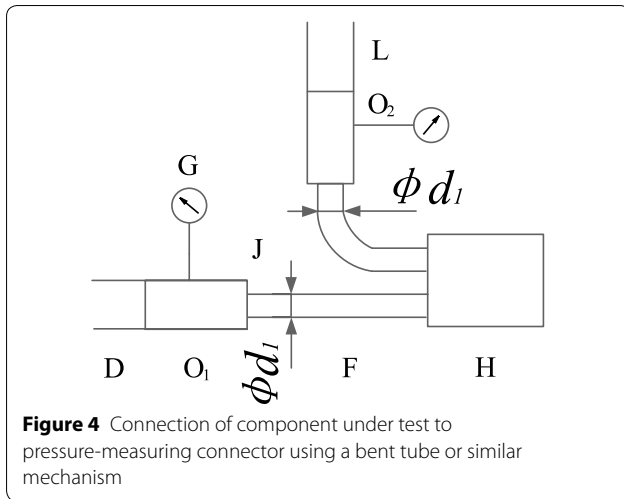 L
O₂
G
ϕ d₁
J
D
O₁
ϕd₁
F
H
Figure 4 Connection of component under test to
pressure-measuring connector using a bent tube or similar
mechanism